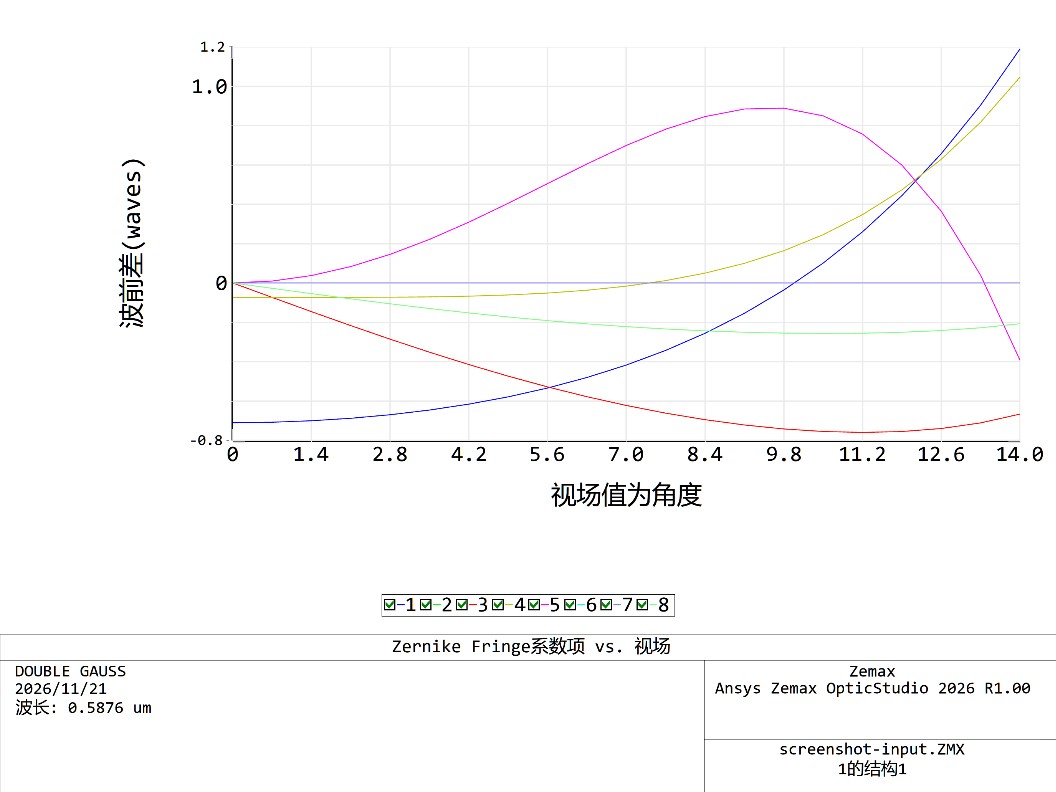 1.2
1.0
0
-0.8
波前差(waves)
0 1.4 2.8 4.2 5.6 7.0 8.4 9.8 11.2 12.6 14.0
视场值为角度
1 2 3 4 5 6 7 8
Zernike Fringe系数项 vs. 视场
DOUBLE GAUSS
2026/11/21
波长: 0.5876 um
Zemax
Ansys Zemax OpticStudio 2026 R1.00
screenshot-input.ZMX
1的结构1